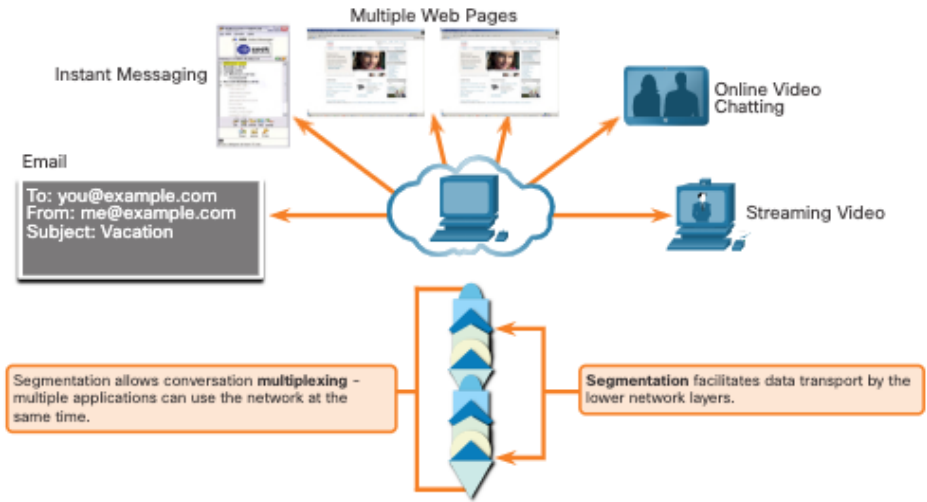 Multiple Web Pages
Instant Messaging
Online Video
Chatting
Email
To: you@example.com
From: me@example.com
Subject: Vacation
Streaming Video
Segmentation allows conversation multiplexing –
multiple applications can use the network at the
same time.
Segmentation facilitates data transport by the
lower network layers.